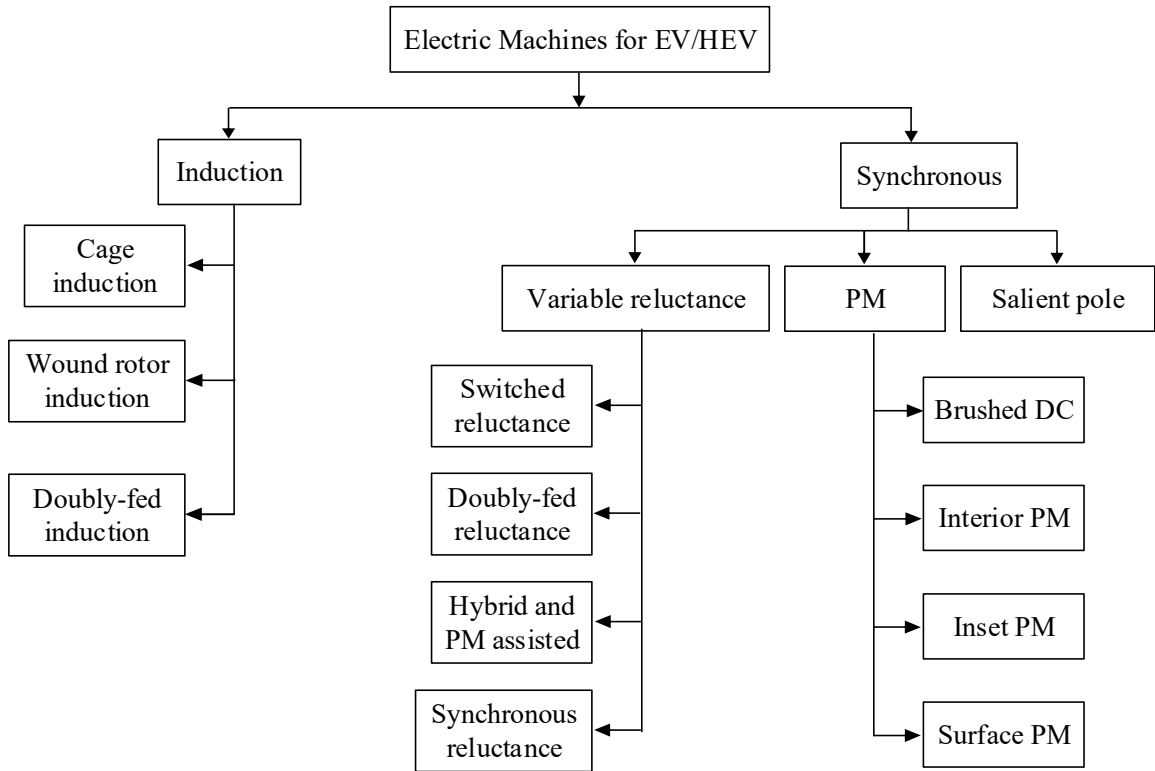 Electric Machines for EV/HEV
Induction
Synchronous
Cage
induction
Wound rotor
induction
Doubly-fed
induction
Variable reluctance
PM
Salient pole
Switched
reluctance
Doubly-fed
reluctance
Hybrid and
PM assisted
Synchronous
reluctance
Brushed DC
Interior PM
Inset PM
Surface PM